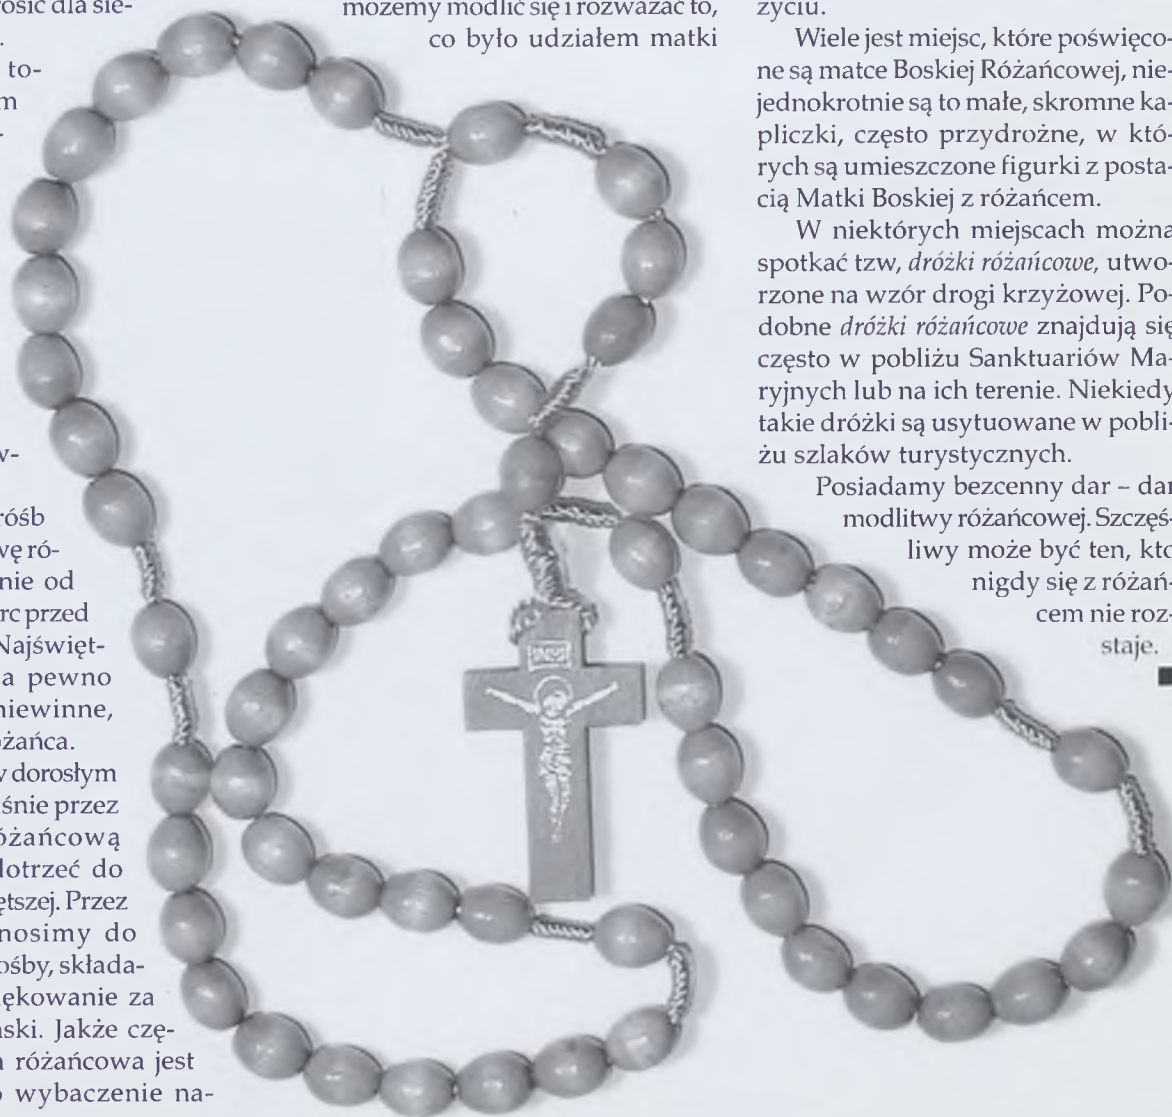 rosić dla sie-
.
to-
m
-
w-
róśb
wę ró-
nie od
rc przed
Najświęt-
a pewno
niewinne,
óżańca.
w dorosłym
śnie przez
óżańcową
dotrzeć do
ętszej. Przez
nosimy do
ośby, składa-
ękowanie za
aski. Jakże czę-
a różańcowa jest
o wybaczenie na-
możemy modlić się i rozważać to,
co było udziałem matki
życiu.
Wiele jest miejsc, które poświęco-
ne są matce Boskiej Różańcowej, nie-
jednokrotnie są to małe, skromne ka-
pliczki, często przydrożne, w któ-
rych są umieszczone figurki z posta-
cią Matki Boskiej z różańcem.
W niektórych miejscach można
spotkać tzw, dróżki różańcowe, utwo-
rzone na wzór drogi krzyżowej. Po-
dobne dróżki różańcowe znajdują się
często w pobliżu Sanktuariów Ma-
ryjnych lub na ich terenie. Niekiedy
takie dróżki są usytuowane w pobli-
żu szlaków turystycznych.
Posiadamy bezcenny dar – dar
modlitwy różańcowej. Szczęś-
liwy może być ten, kto
nigdy się z różań-
cem nie roz-
staje.
INRI